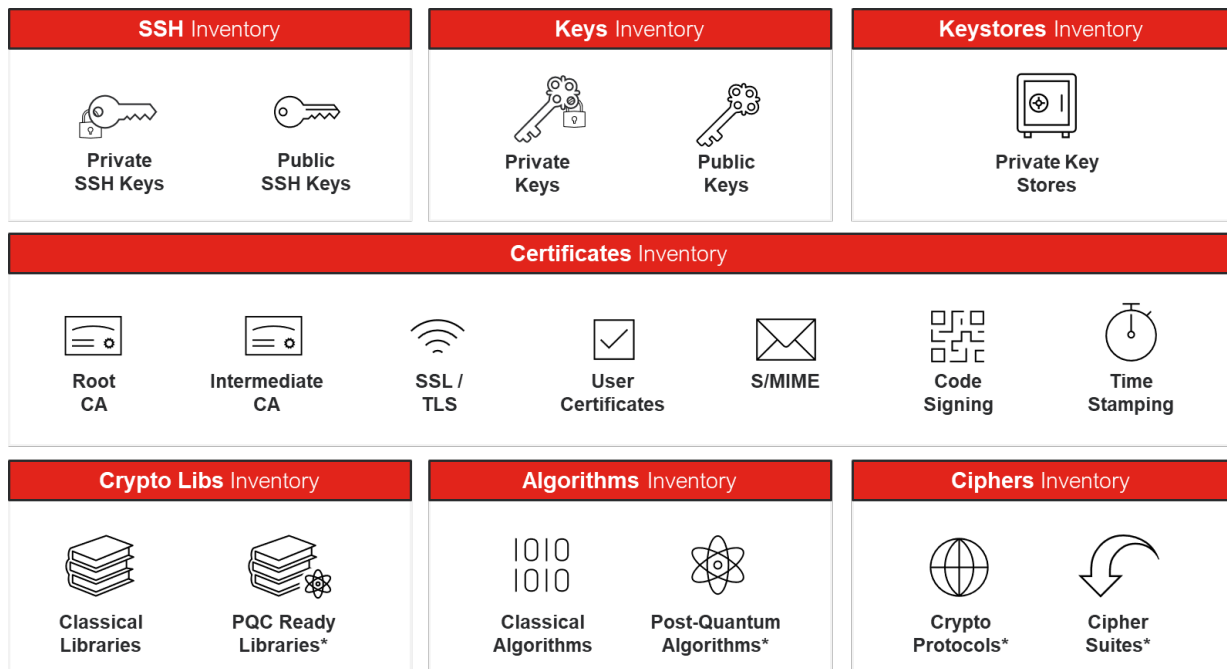 SSH Inventory
Keys Inventory
Keystores Inventory
Private
SSH Keys
Public
SSH Keys
Private
Keys
Public
Keys
Private Key
Stores
Certificates Inventory
Root
CA
Intermediate
CA
SSL /
TLS
User
Certificates
S/MIME
Code
Signing
Time
Stamping
Crypto Libs Inventory
Algorithms Inventory
Ciphers Inventory
Classical
Libraries
PQC Ready
Libraries*
1010
1010
Classical
Algorithms
Post-Quantum
Algorithms*
Crypto
Protocols*
Cipher
Suites*